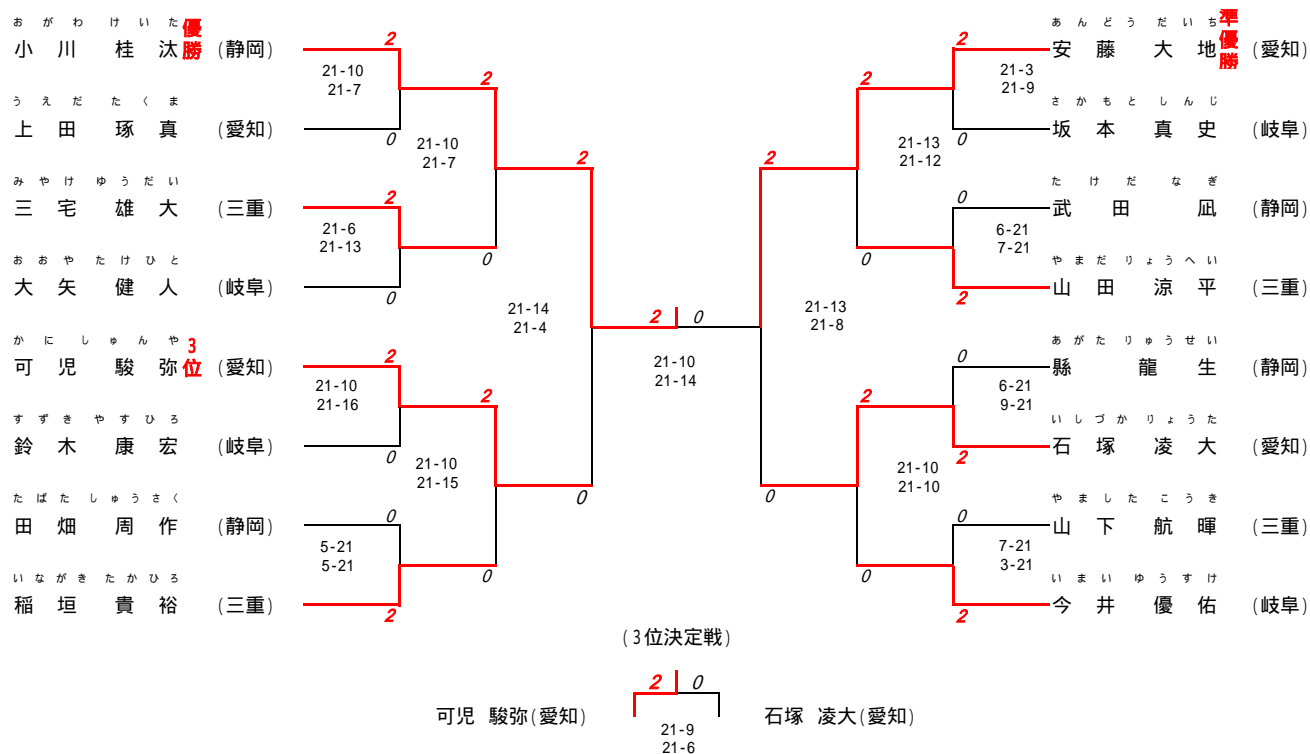 おがわ けいた
小川 桂汰 (静岡)
優勝
2
21-10
21-7
うえだ たくま
上田 琢真 (愛知)
0
2
21-10
21-7
みやけ ゆうだい
三宅 雄大 (三重)
2
21-6
21-13
おおや たけひと
大矢 健人 (岐阜)
0
0
2
21-14
21-4
かに しゅんや
可児 駿弥 (愛知)
3位
2
21-10
21-16
すずき やすひろ
鈴木 康宏 (岐阜)
0
2
21-10
21-15
たばた しゅうさく
田畑 周作 (静岡)
0
5-21
5-21
いながき たかひろ
稲垣 貴裕 (三重)
2
0
0
2 0
21-10
21-14
あんどう だいち
安藤 大地 (愛知)
準優勝
2
21-3
21-9
さかもと しんじ
坂本 真史 (岐阜)
0
2
21-13
21-12
たけだ なぎ
武田 凪 (静岡)
0
6-21
7-21
やまだ りょうへい
山田 涼平 (三重)
2
0
2
21-13
21-8
あがた りゅうせい
縣 龍生 (静岡)
0
6-21
9-21
いしづか りょうた
石塚 凌大 (愛知)
2
2
21-10
21-10
やました こうき
山下 航暉 (三重)
0
7-21
3-21
いまい ゆうすけ
今井 優佑 (岐阜)
2
0
0
(3位決定戦)
2 0
可児 駿弥(愛知) 石塚 凌大(愛知)
21-9
21-6